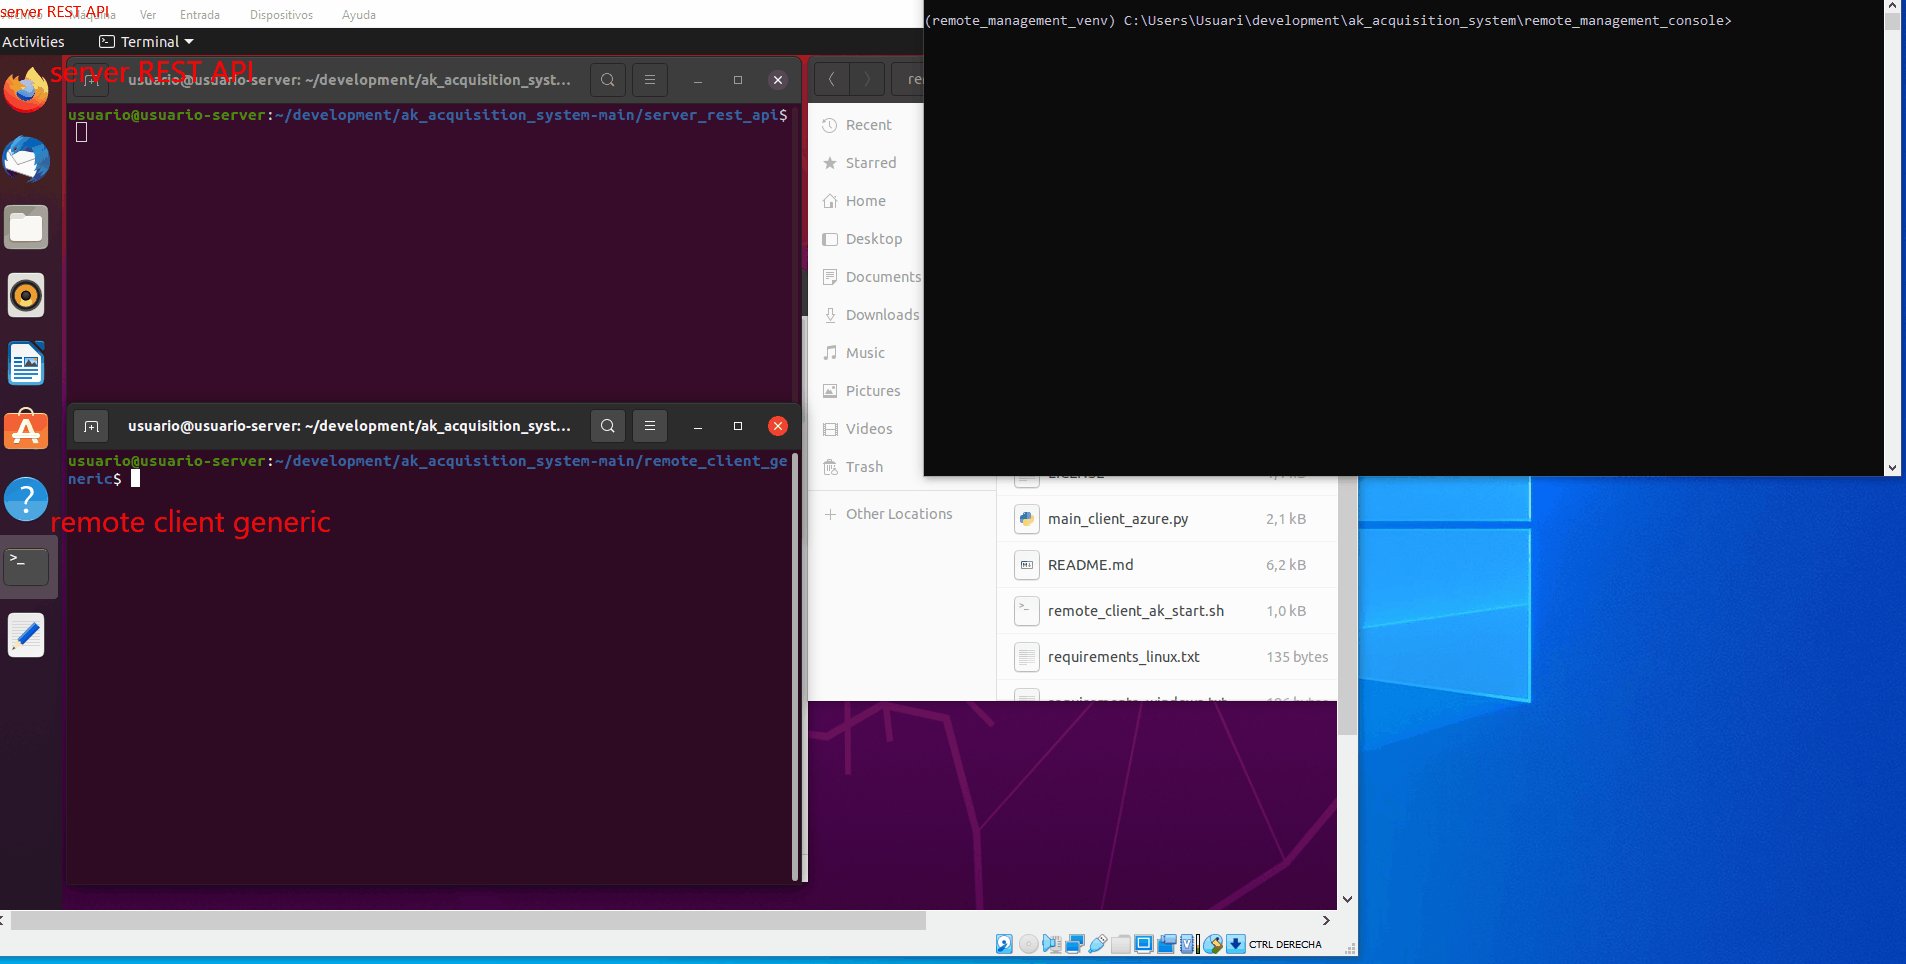 server REST API
Máquina Ver Entrada Dispositivos Ayuda
Activities Terminal
server REST API
usuario@usuario-server: ~/development/ak_acquisition_syst...
usuario@usuario-server:~/development/ak_acquisition_system-main/server_rest_api$
usuario@usuario-server: ~/development/ak_acquisition_syst...
usuario@usuario-server:~/development/ak_acquisition_system-main/remote_client_ge
neric$
remote client generic
Recent
Starred
Home
Desktop
Documents
Downloads
Music
Pictures
Videos
Trash
Other Locations
(remote_management_venv) C:\Users\Usuari\development\ak_acquisition_system\remote_management_console>
main_client_azure.py 2,1 kB
README.md 6,2 kB
remote_client_ak_start.sh 1,0 kB
requirements_linux.txt 135 bytes
CTRL DERECHA